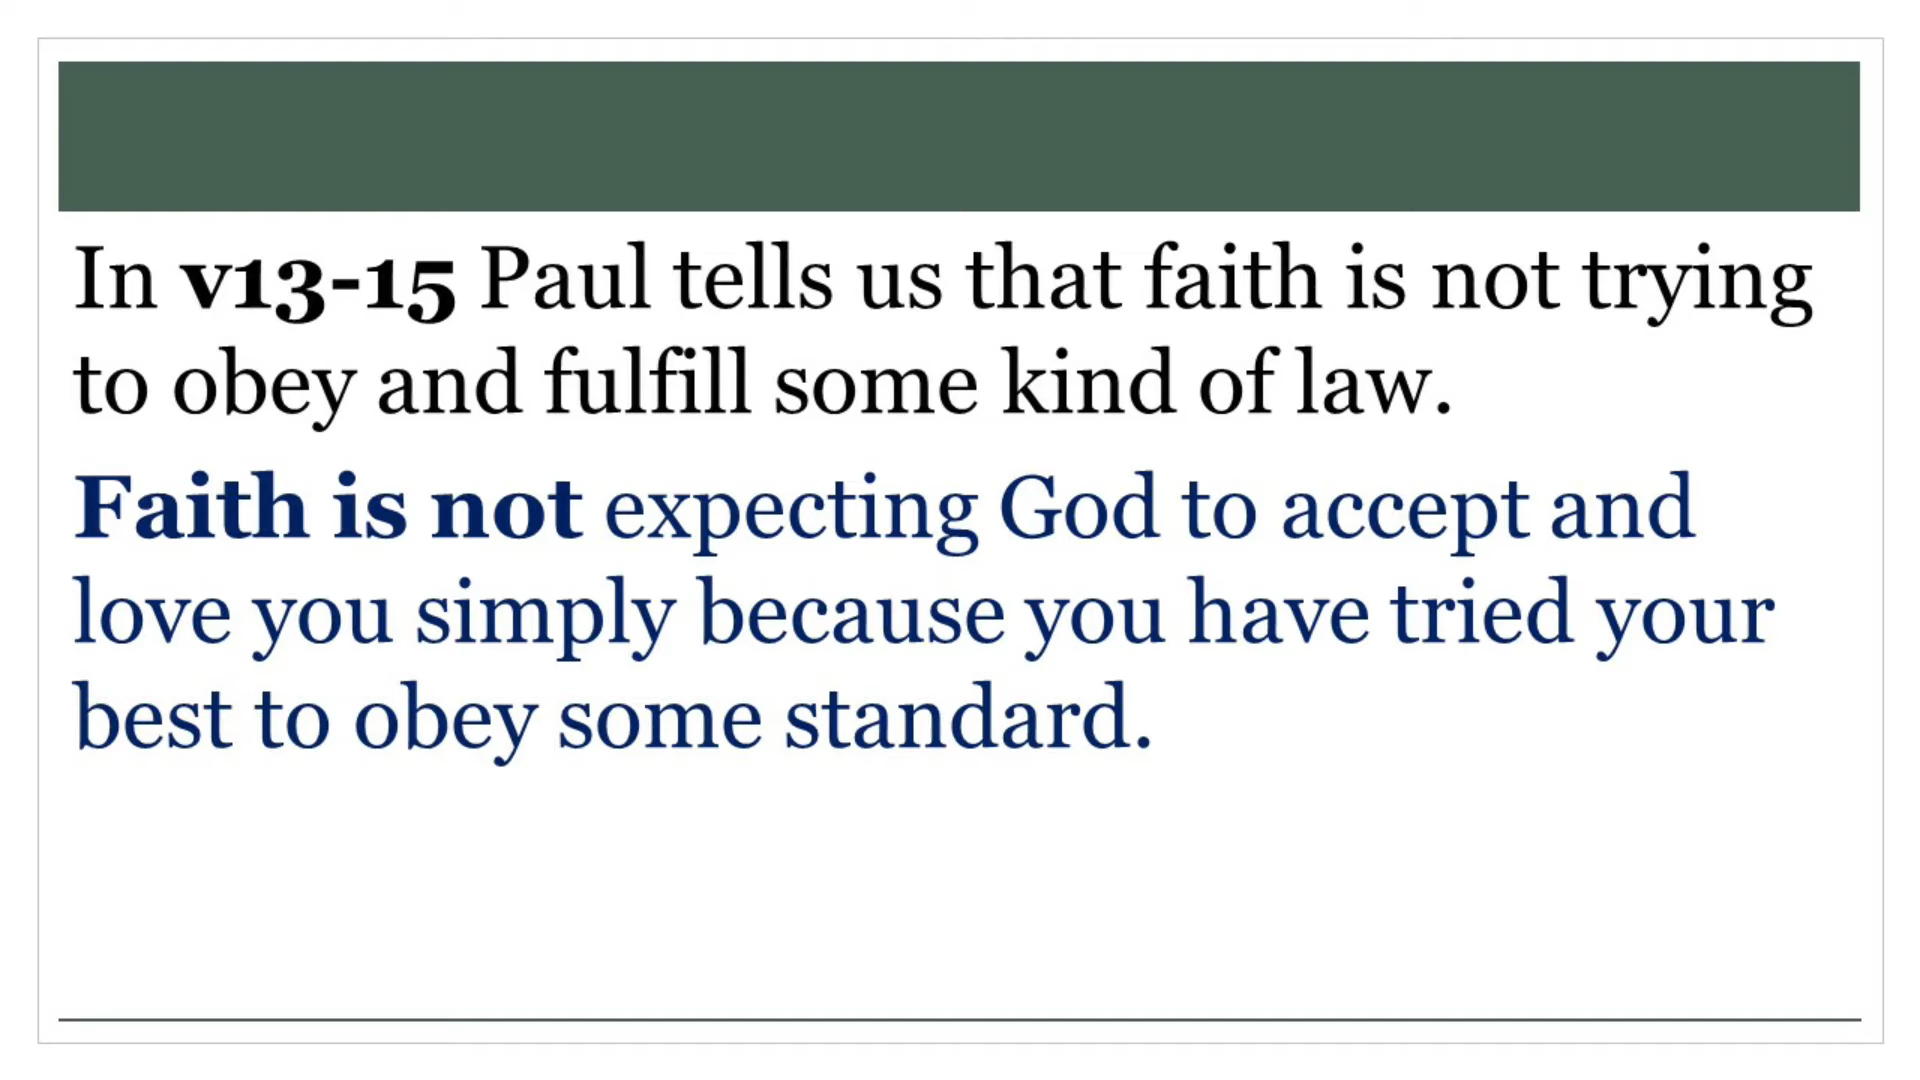 In v13-15 Paul tells us that faith is not trying
to obey and fulfill some kind of law.
Faith is not expecting God to accept and
love you simply because you have tried your
best to obey some standard.